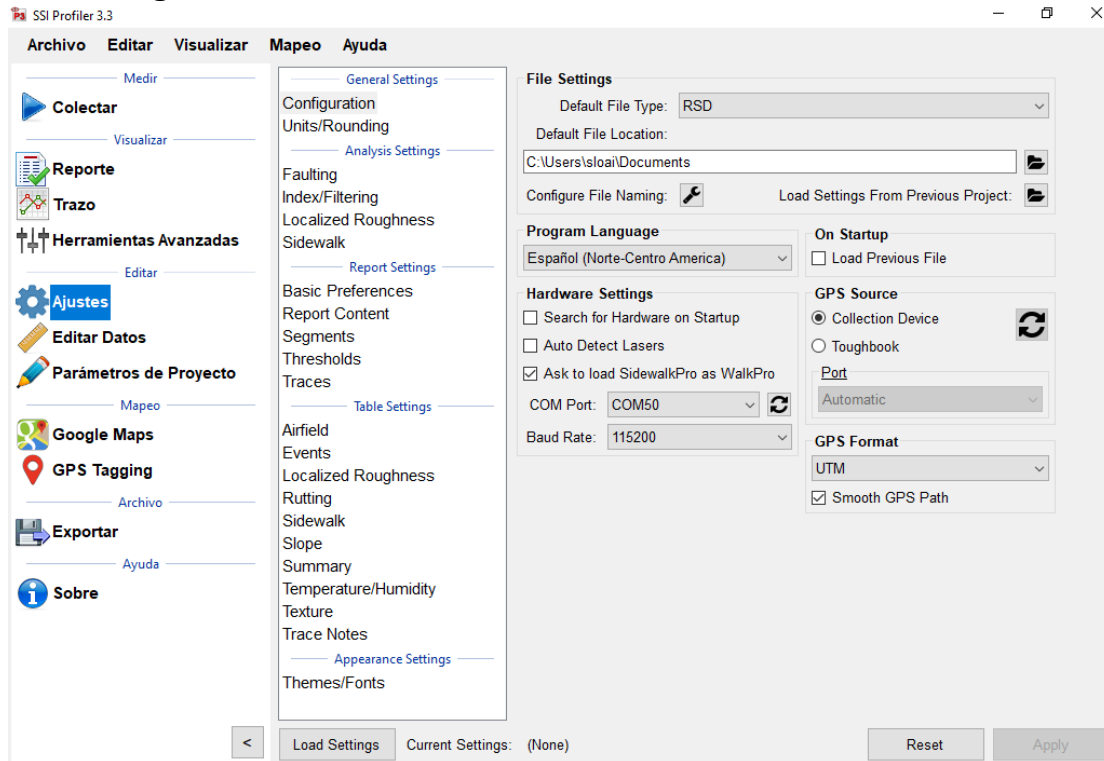 P3 SSI Profiler 3.3
Archivo Editar Visualizar Mapeo Ayuda
Medir
Colectar
Visualizar
Reporte
Trazo
Herramientas Avanzadas
Editar
Ajustes
Editar Datos
Parámetros de Proyecto
Mapeo
Google Maps
GPS Tagging
Archivo
Exportar
Ayuda
Sobre
<
General Settings
Configuration
Units/Rounding
Analysis Settings
Faulting
Index/Filtering
Localized Roughness
Sidewalk
Report Settings
Basic Preferences
Report Content
Segments
Thresholds
Traces
Table Settings
Airfield
Events
Localized Roughness
Rutting
Sidewalk
Slope
Summary
Temperature/Humidity
Texture
Trace Notes
Appearance Settings
Themes/Fonts
File Settings
Default File Type: RSD
Default File Location:
C:\Users\sloai\Documents
Configure File Naming: Load Settings From Previous Project:
Program Language
Español (Norte-Centro America)
On Startup
Load Previous File
Hardware Settings
Search for Hardware on Startup
Auto Detect Lasers
Ask to load SidewalkPro as WalkPro
COM Port: COM50
Baud Rate: 115200
GPS Source
Collection Device
Toughbook
Port
Automatic
GPS Format
UTM
Smooth GPS Path
Load Settings Current Settings: (None) Reset Apply